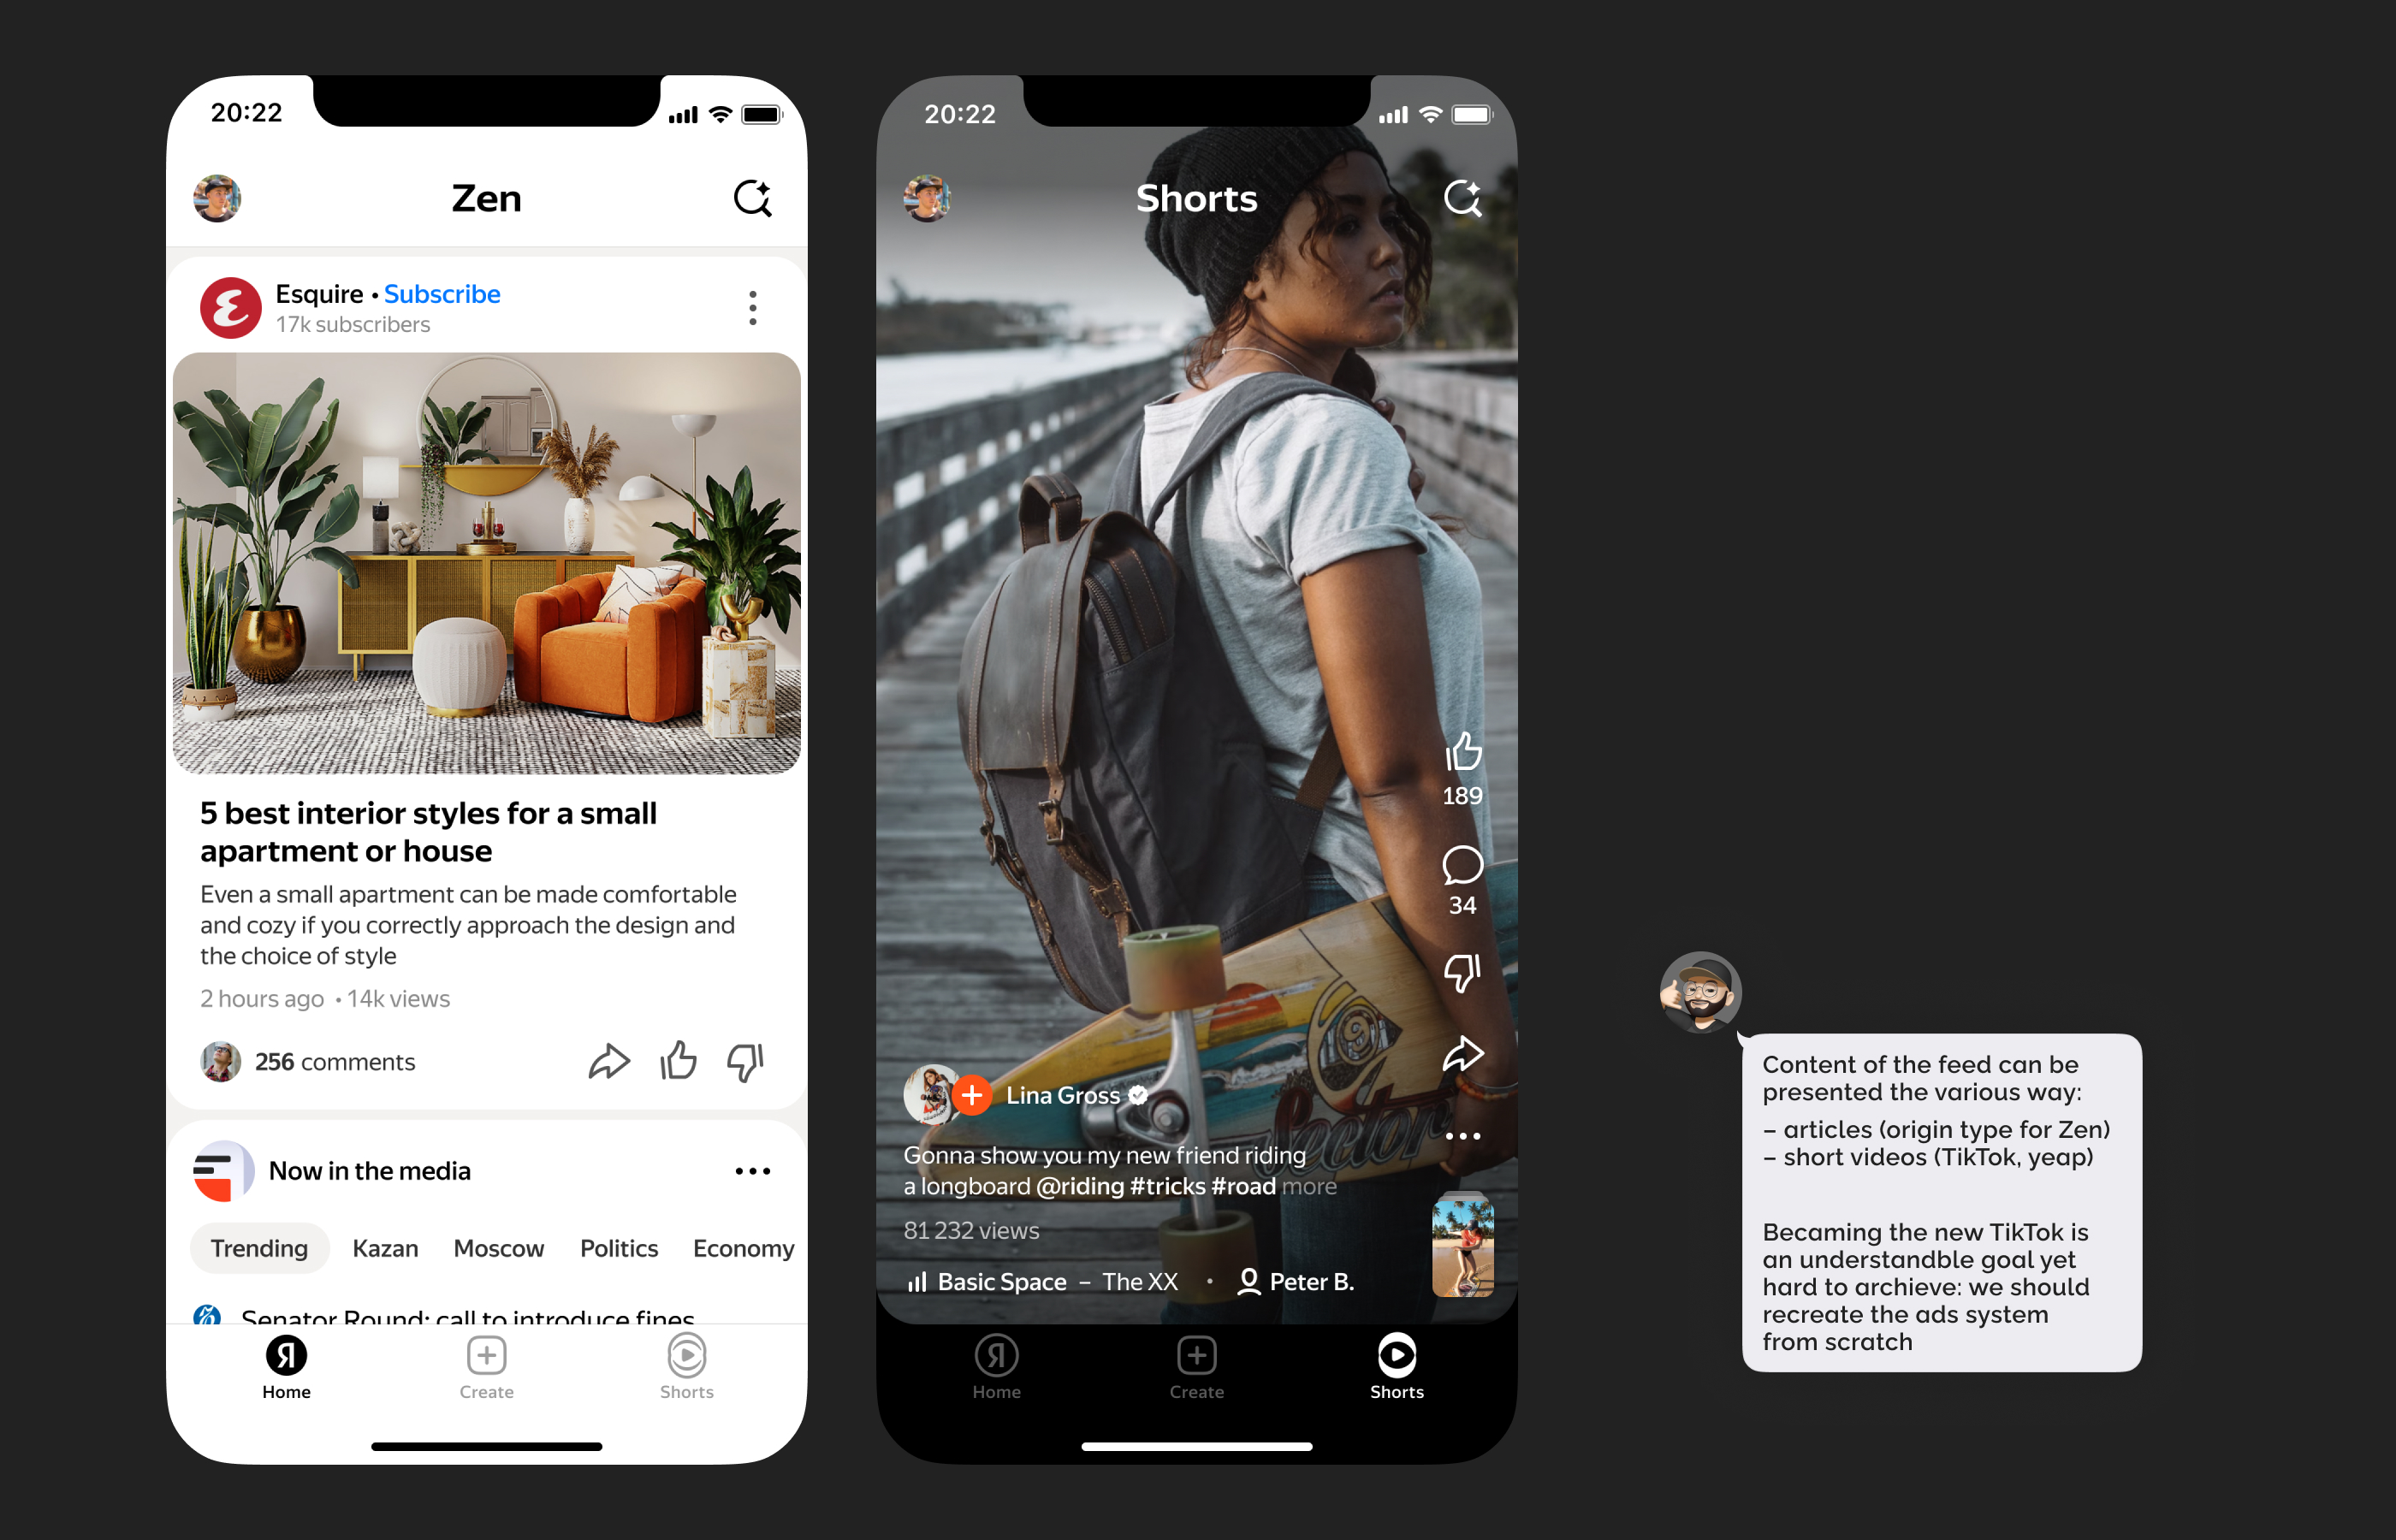 20:22
Zen
Esquire • Subscribe
17k subscribers
5 best interior styles for a small
apartment or house
Even a small apartment can be made comfortable
and cozy if you correctly approach the design and
the choice of style
2 hours ago • 14k views
256 comments
Now in the media
Trending Kazan Moscow Politics Economy
Senator Round: call to introduce fines
Я
Home Create Shorts
20:22
Shorts
189
34
Lina Gross
Gonna show you my new friend riding
a longboard @riding #tricks #road more
81 232 views
Basic Space – The XX • Peter B.
9
Sector
Я
Home Create Shorts
Content of the feed can be
presented the various way:
– articles (origin type for Zen)
– short videos (TikTok, yeap)
Becaming the new TikTok is
an understandble goal yet
hard to archieve: we should
recreate the ads system
from scratch